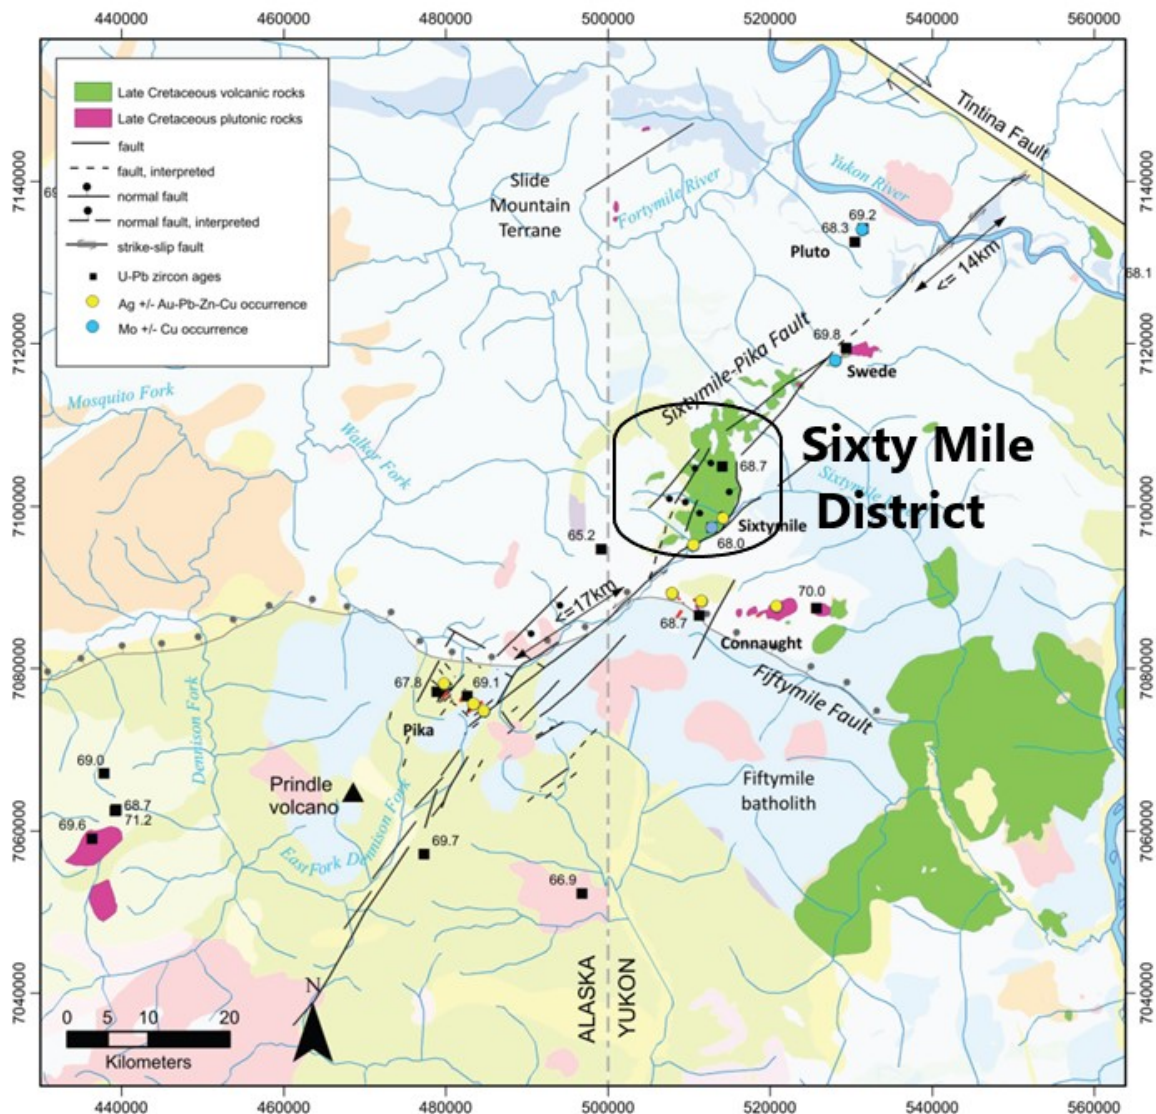 440000 460000 480000 500000 520000 540000 560000
Late Cretaceous volcanic rocks
Late Cretaceous plutonic rocks
fault
fault, interpreted
normal fault
normal fault, interpreted
strike-slip fault
U-Pb zircon ages
Ag +/- Au-Pb-Zn-Cu occurrence
Mo +/- Cu occurrence
7140000
7120000
7100000
7080000
7060000
7040000
7140000
7120000
7100000
7080000
7060000
7040000
69
Tintina Fault
Slide
Mountain
Terrane
Fortymile River
Yukon River
69.2
68.3
Pluto
<= 14km
68.1
69.8
Swede
Sixtymile-Pika Fault
Mosquito Fork
Walker Fork
Sixty Mile
District
Sixtymile
68.7
Sixtymile
68.0
65.2
<=17km
70.0
68.7
Connaught
Fiftymile Fault
67.8
69.1
Pika
Dennison Fork
Prindle
volcano
Fiftymile
batholith
69.0
68.7
71.2
69.6
EastFork Dennison Fork
69.7
66.9
N
ALASKA
YUKON
0 5 10 20
Kilometers
440000 460000 480000 500000 520000 540000 560000